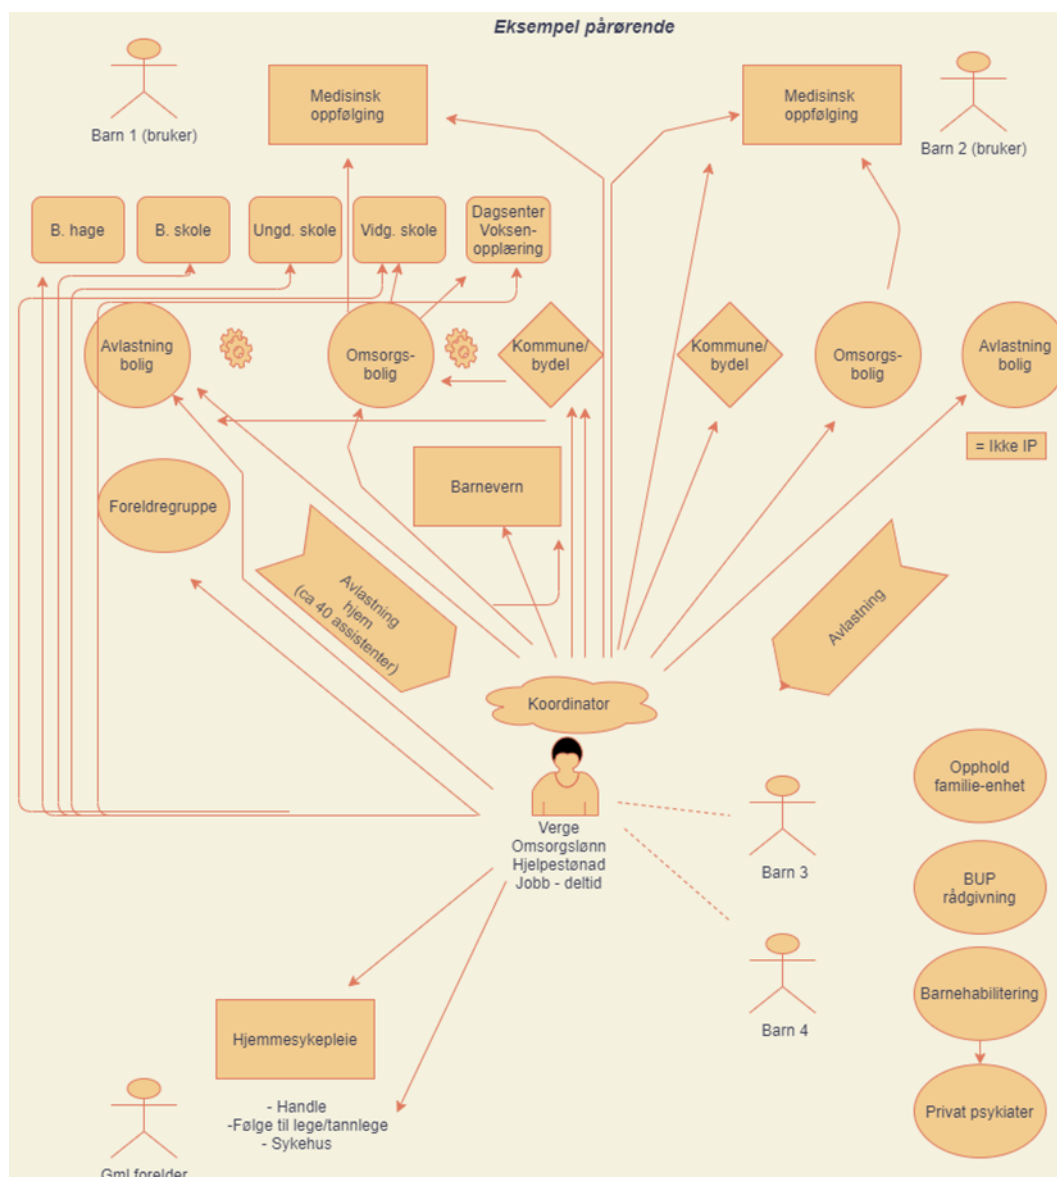 Eksempel pårørende
Medisinsk
oppfølging
Medisinsk
oppfølging
Barn 1 (bruker)
Barn 2 (bruker)
B. hage
B. skole
Ungd. skole
Vidg. skole
Dagsenter
Voksen-
opplæring
Avlastning
bolig
Omsorgs-
bolig
Kommune/
bydel
Kommune/
bydel
Omsorgs-
bolig
Avlastning
bolig
= Ikke IP
Barnevern
Foreldregruppe
Avlastning
hjem
(ca 40 assistenter)
Avlastning
Koordinator
Opphold
familie-enhet
Verge
Omsorgslønn
Hjelpestønad
Jobb - deltid
Barn 3
BUP
rådgivning
Barnehabilitering
Barn 4
Hjemmesykepleie
- Handle
-Følge til lege/tannlege
- Sykehus
Privat psykiater
Gml forelder